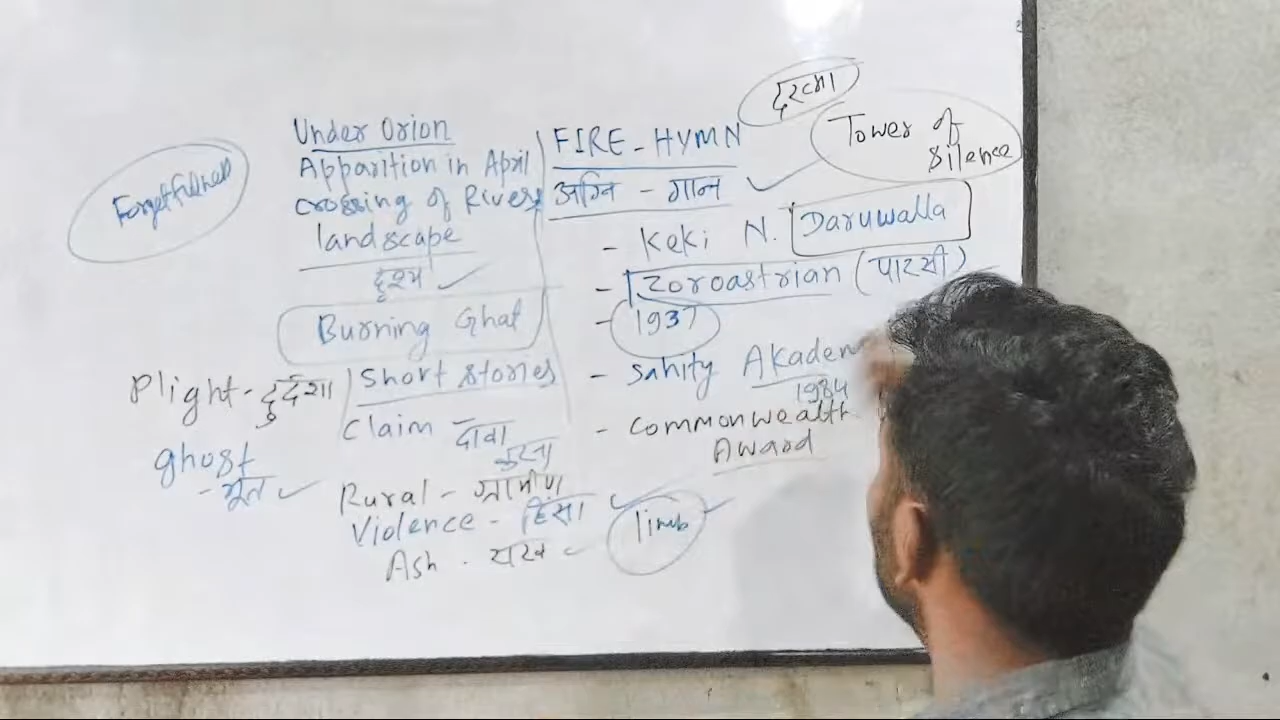 दुरख्मा
Tower of
silence
Forgetfulness
Under Orion
Apparition in April
crossing of Rivers
landscape
दृश्य
Burning Ghat
FIRE-HYMN
अग्नि - गान
- Keki N. Daruwalla
- Zoroastrian (पारसी)
- 1937
- Sahity Akadem
1984
- Commonwealth
Award
Plight - दुर्दशा
ghost
- भूत
Short stories
Claim दावा
करना
Rural - ग्रामीण
Violence - हिंसा
Ash - राख
limb